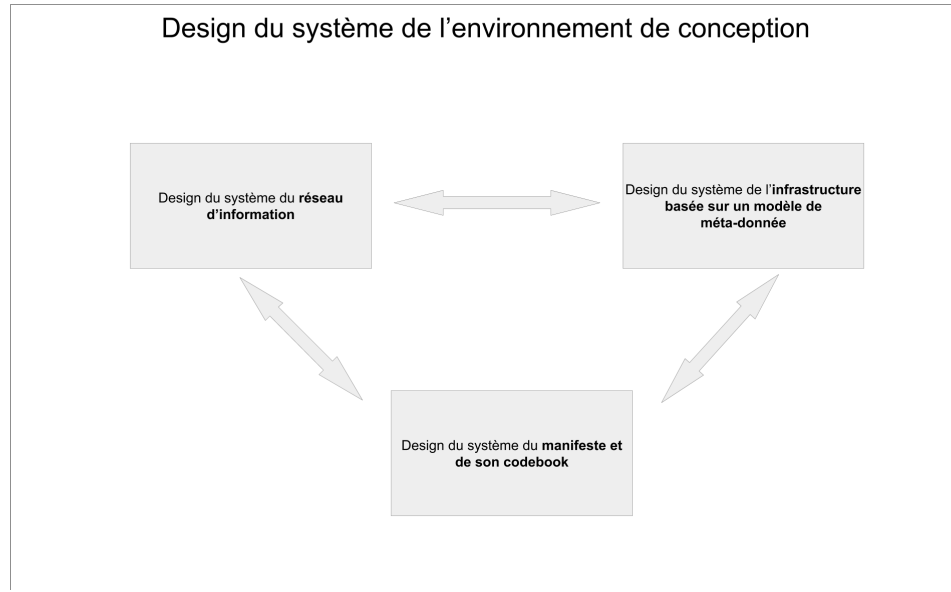 Design du système de l’environnement de conception
Design du système du réseau
d’information
Design du système de l’infrastructure
basée sur un modèle de
méta-donnée
Design du système du manifeste et
de son codebook